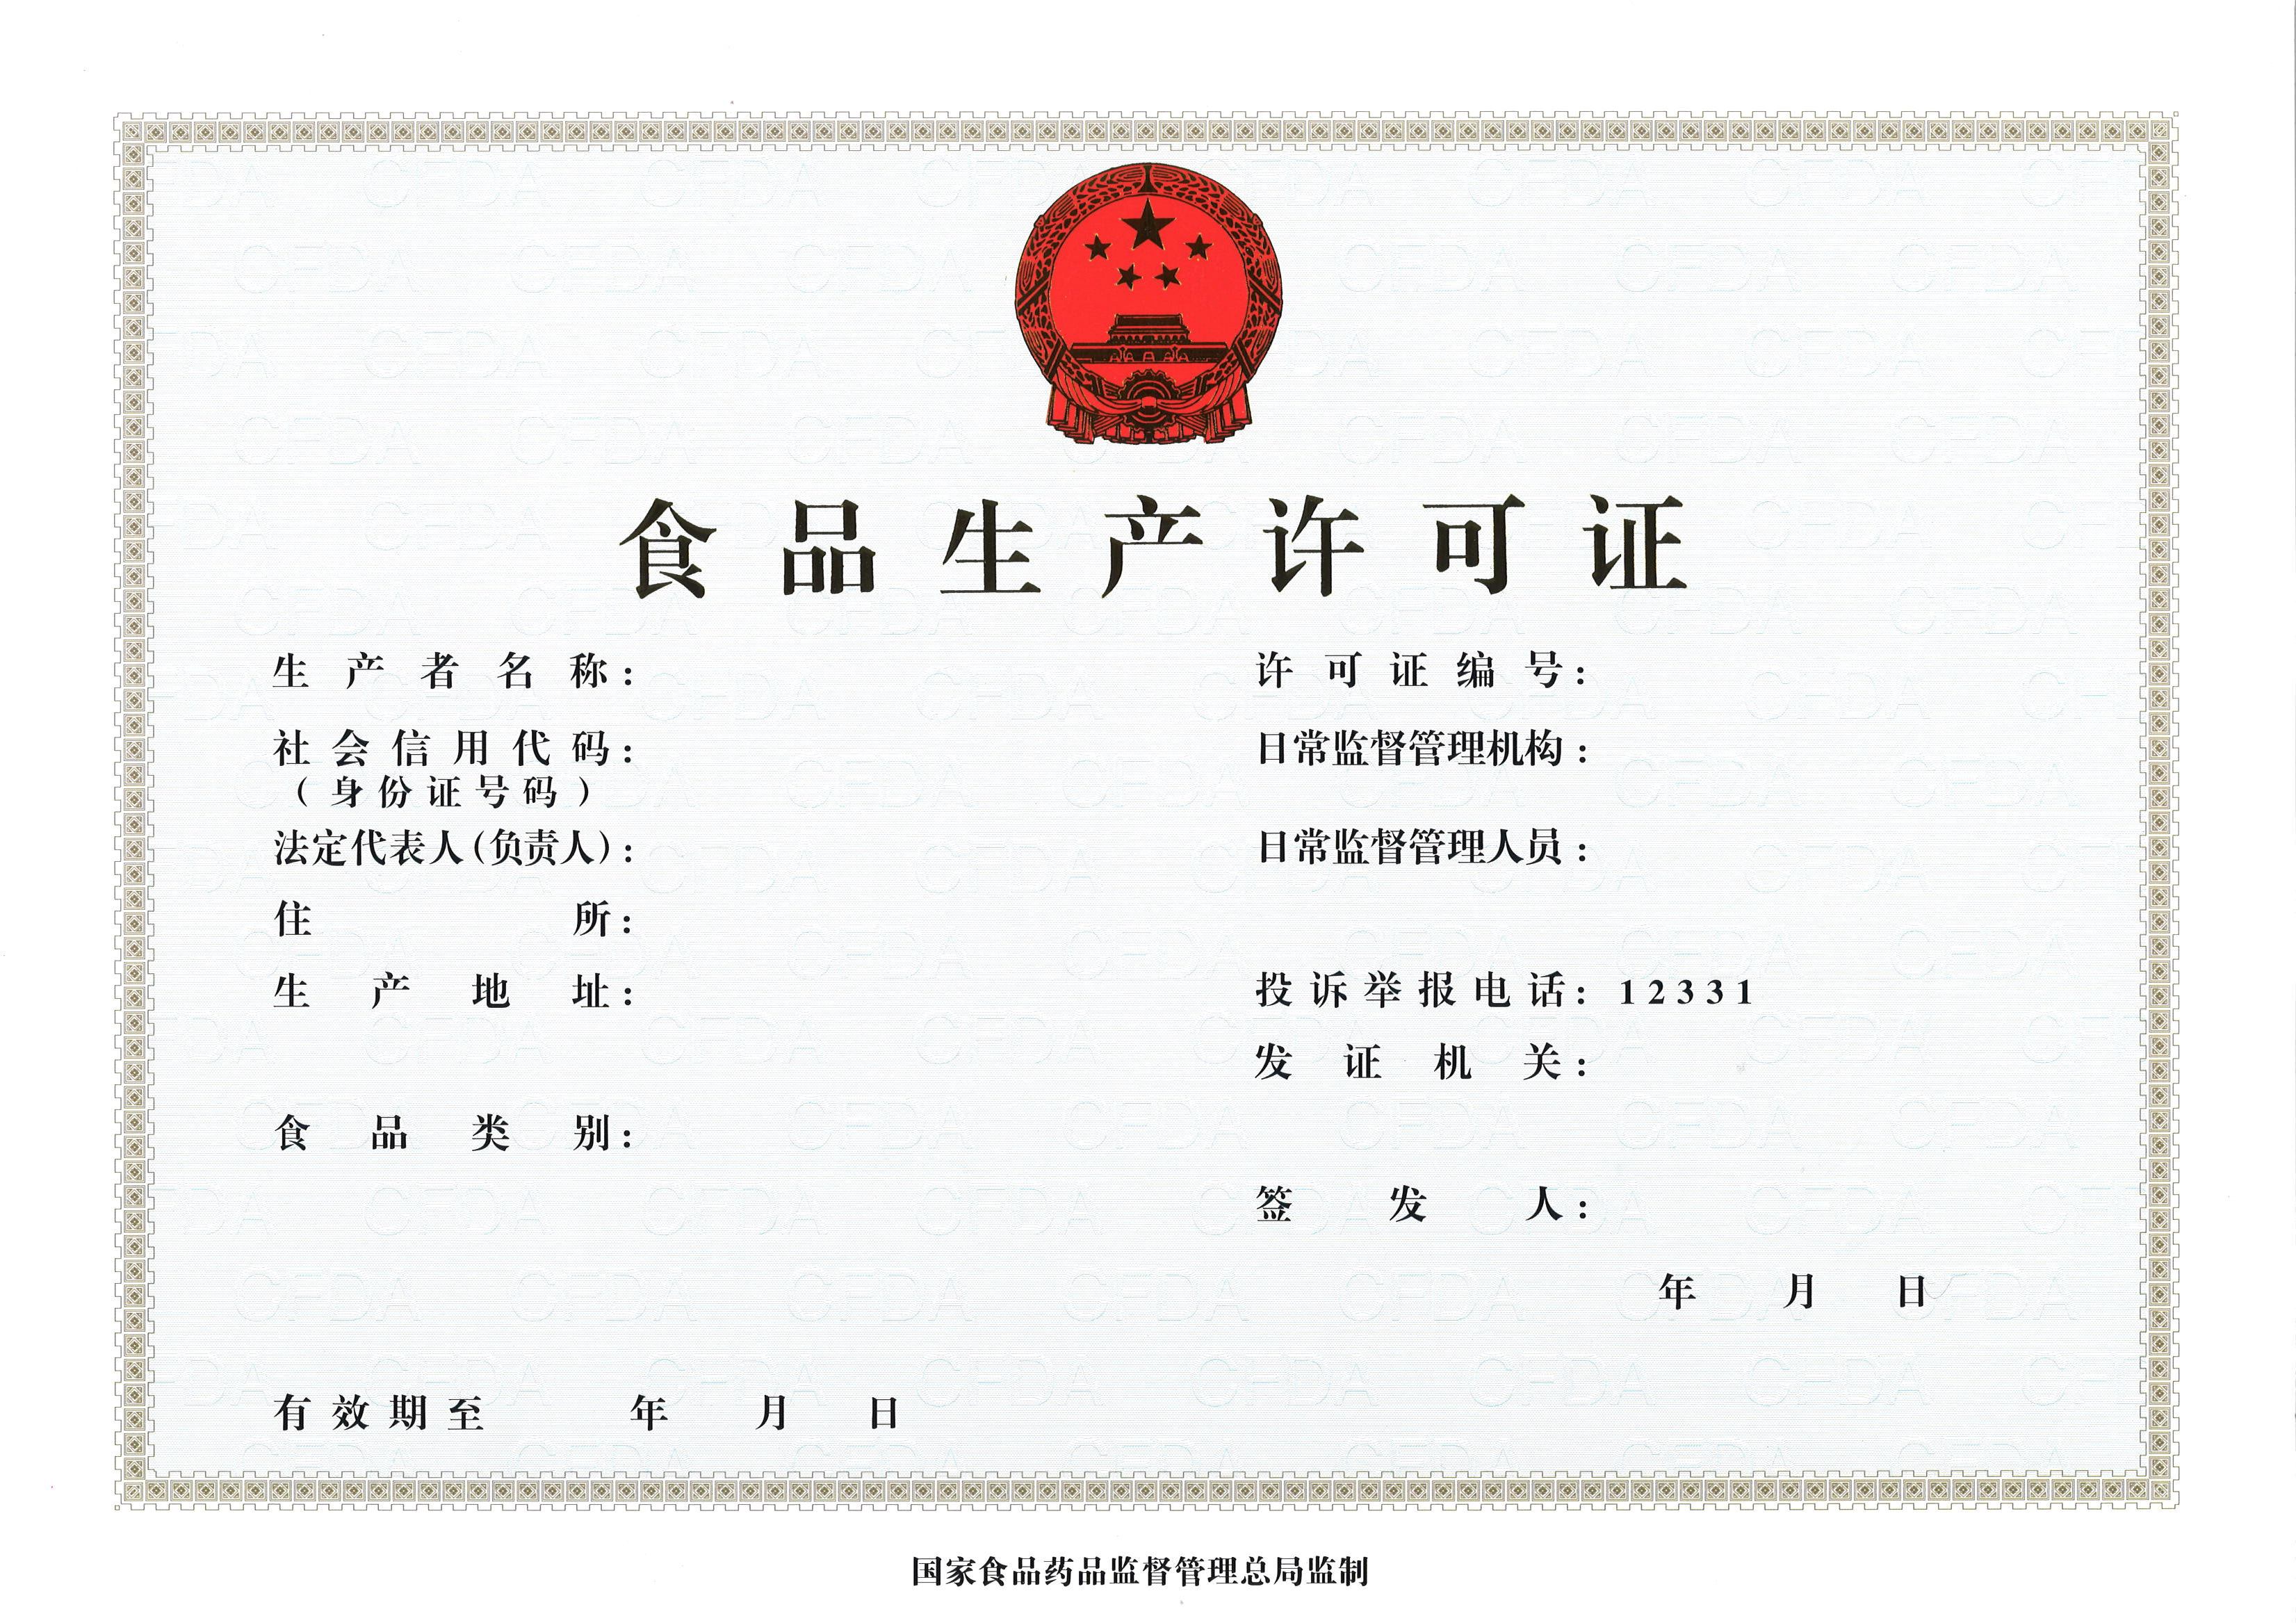 食品生产许可证
生产者名称：
社会信用代码：
（身份证号码）
法定代表人(负责人)：
住所：
生产地址：
食品类别：
有效期至 年 月 日
许可证编号：
日常监督管理机构：
日常监督管理人员：
投诉举报电话：12331
发证机关：
签发人：
年 月 日
国家食品药品监督管理总局监制
CFDA